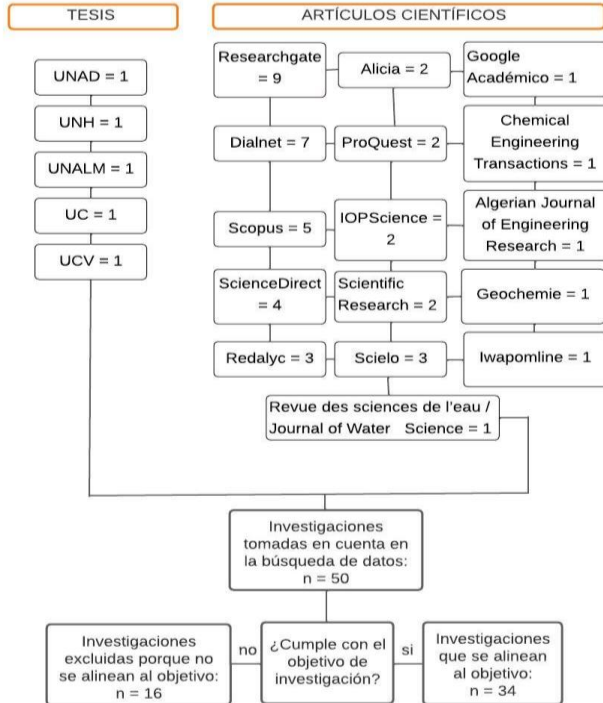 TESIS
UNAD = 1
UNH = 1
UNALM = 1
UC = 1
UCV = 1
ARTÍCULOS CIENTÍFICOS
Researchgate
= 9
Alicia = 2
Google
Académico = 1
Dialnet = 7
ProQuest = 2
Chemical
Engineering
Transactions = 1
Scopus = 5
IOPScience =
2
Algerian Journal
of Engineering
Research = 1
ScienceDirect
= 4
Scientific
Research = 2
Geochemie = 1
Redalyc = 3
Scielo = 3
Iwapomline = 1
Revue des sciences de l'eau /
Journal of Water Science = 1
Investigaciones
tomadas en cuenta en
la búsqueda de datos:
n = 50
Investigaciones
excluidas porque no
se alinean al objetivo:
n = 16
no
¿Cumple con el
objetivo de
investigación?
si
Investigaciones
que se alinean
al objetivo:
n = 34